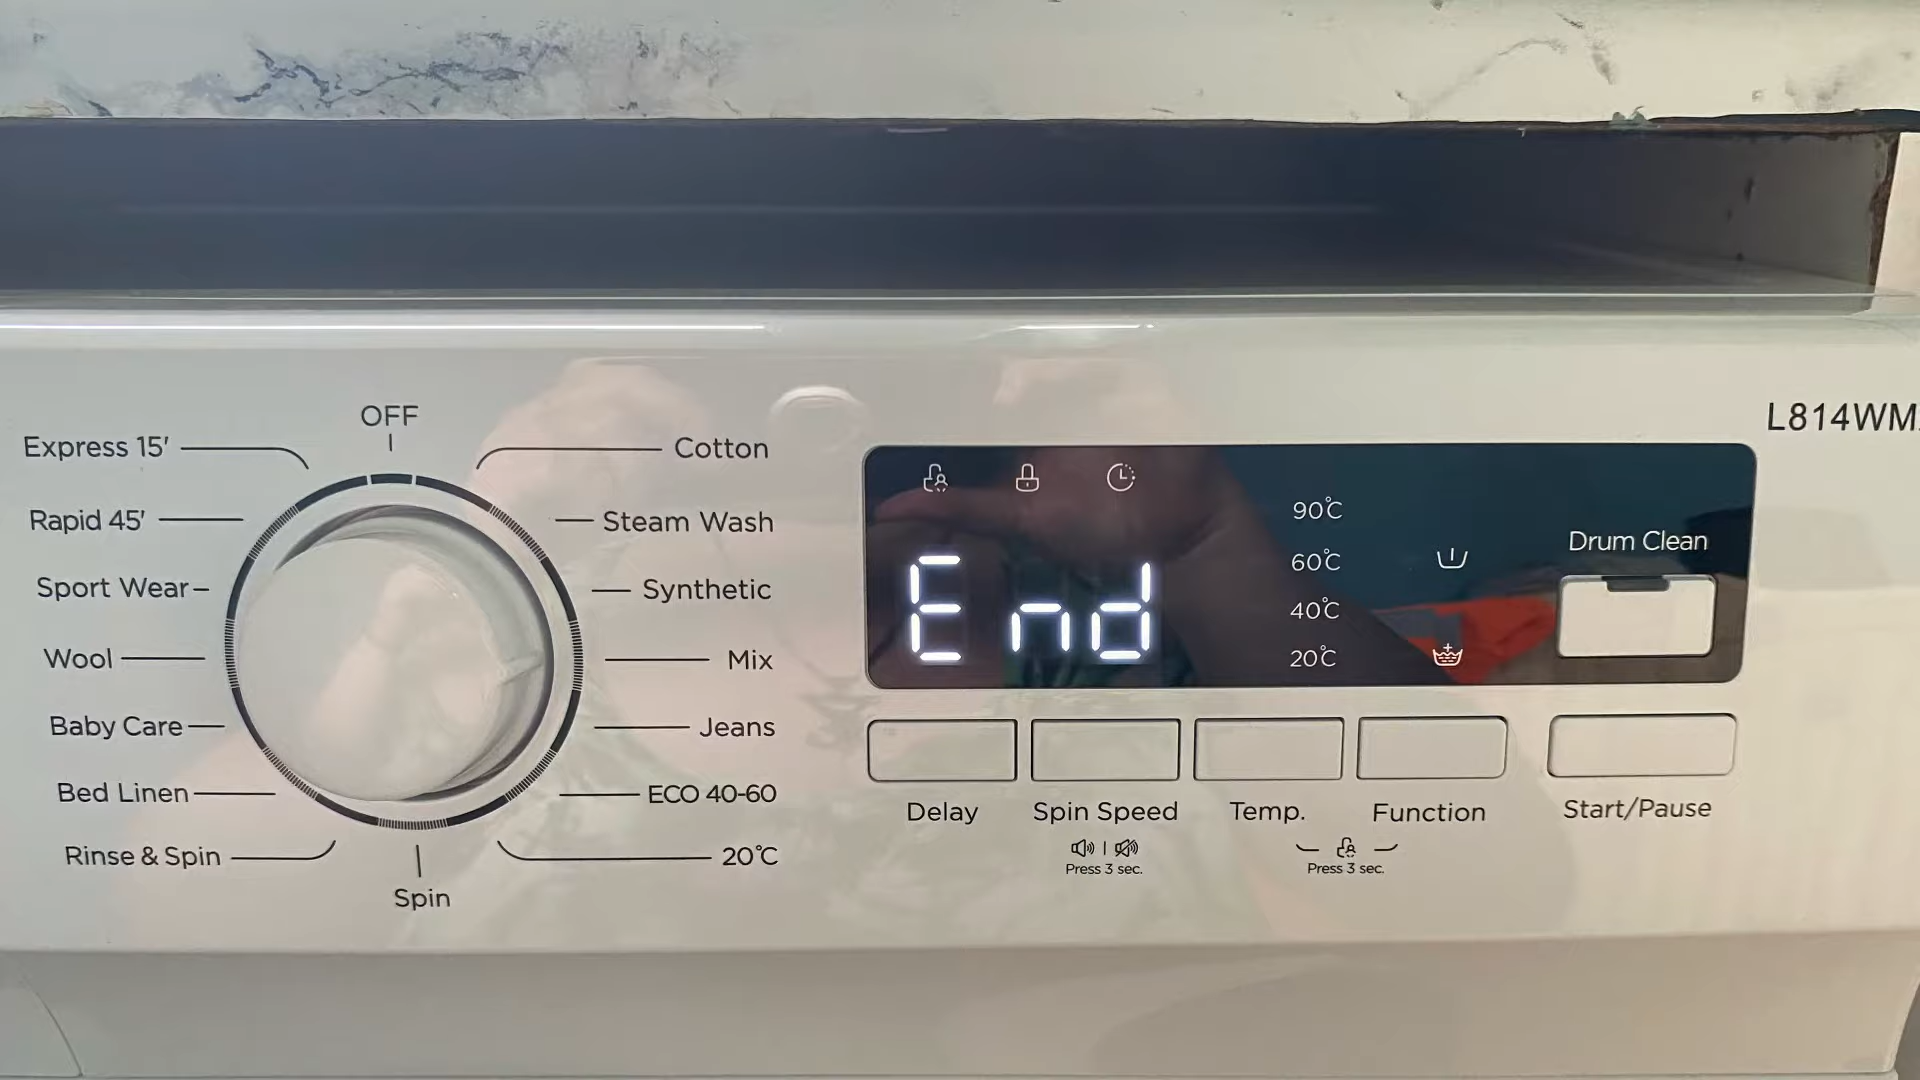 OFF
Express 15'
Rapid 45'
Sport Wear
Wool
Baby Care
Bed Linen
Rinse & Spin
Spin
Cotton
Steam Wash
Synthetic
Mix
Jeans
ECO 40-60
20℃
End
90℃
60℃
40℃
20℃
Drum Clean
L814WM
Delay
Spin Speed
Press 3 sec.
Temp.
Function
Press 3 sec.
Start/Pause